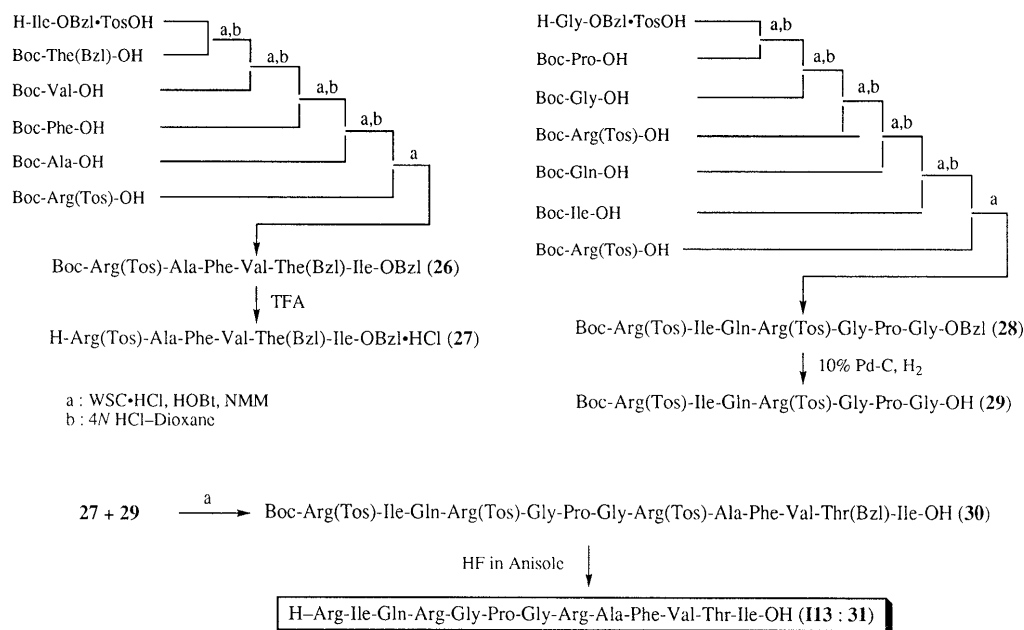 H-Ile-OBzl•TosOH
a,b
Boc-The(Bzl)-OH
a,b
Boc-Val-OH
a,b
Boc-Phe-OH
a,b
Boc-Ala-OH
a
Boc-Arg(Tos)-OH
Boc-Arg(Tos)-Ala-Phe-Val-The(Bzl)-Ile-OBzl (26)
TFA
H-Arg(Tos)-Ala-Phe-Val-The(Bzl)-Ile-OBzl•HCl (27)
a : WSC•HCl, HOBt, NMM
b : 4N HCl–Dioxane
H-Gly-OBzl•TosOH
a,b
Boc-Pro-OH
a,b
Boc-Gly-OH
a,b
Boc-Arg(Tos)-OH
a,b
Boc-Gln-OH
a,b
Boc-Ile-OH
a
Boc-Arg(Tos)-OH
Boc-Arg(Tos)-Ile-Gln-Arg(Tos)-Gly-Pro-Gly-OBzl (28)
10% Pd-C, H2
Boc-Arg(Tos)-Ile-Gln-Arg(Tos)-Gly-Pro-Gly-OH (29)
27 + 29
a
Boc-Arg(Tos)-Ile-Gln-Arg(Tos)-Gly-Pro-Gly-Arg(Tos)-Ala-Phe-Val-Thr(Bzl)-Ile-OH (30)
HF in Anisole
H–Arg-Ile-Gln-Arg-Gly-Pro-Gly-Arg-Ala-Phe-Val-Thr-Ile-OH (I13 : 31)